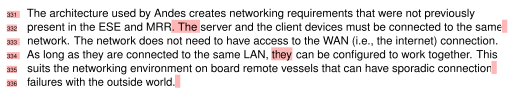 331 The architecture used by Andes creates networking requirements that were not previously
332 present in the ESE and MRR. The server and the client devices must be connected to the same
333 network. The network does not need to have access to the WAN (i.e., the internet) connection.
334 As long as they are connected to the same LAN, they can be configured to work together. This
335 suits the networking environment on board remote vessels that can have sporadic connection
336 failures with the outside world.